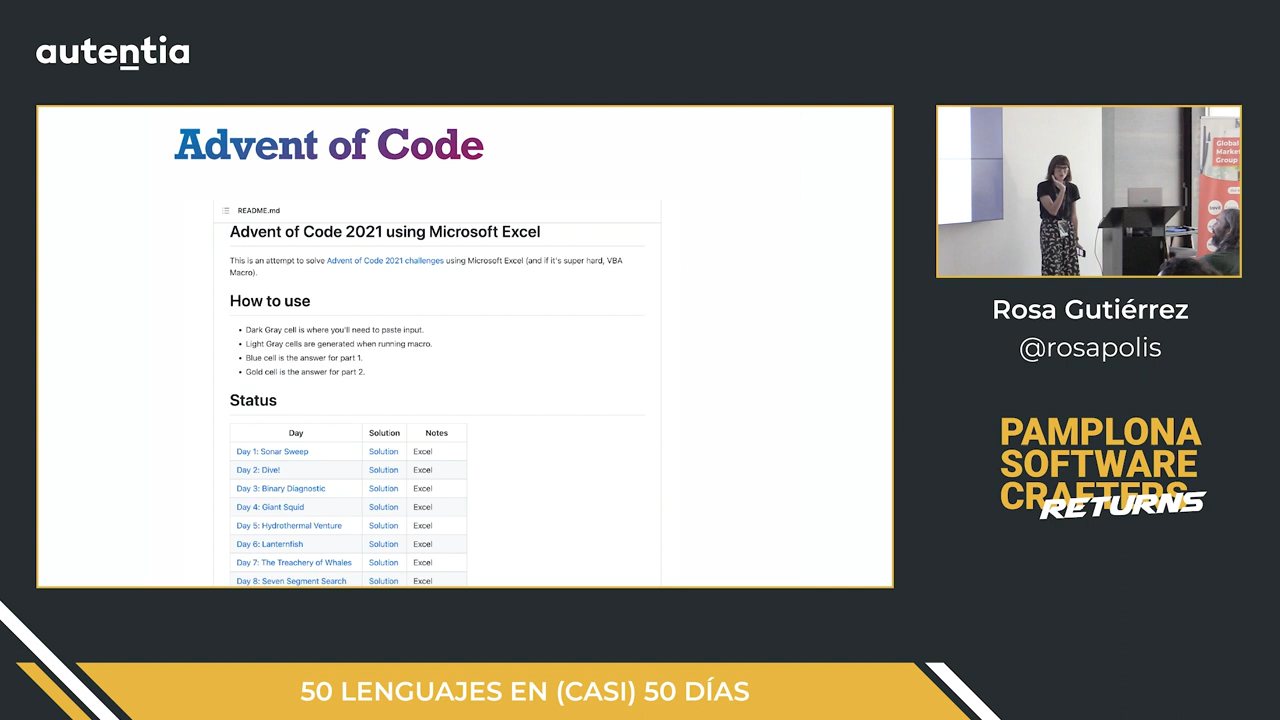 autentia
Advent of Code
README.md
Advent of Code 2021 using Microsoft Excel
This is an attempt to solve Advent of Code 2021 challenges using Microsoft Excel (and if it's super hard, VBA
Macro).
How to use
• Dark Gray cell is where you'll need to paste input.
• Light Gray cells are generated when running macro.
• Blue cell is the answer for part 1.
• Gold cell is the answer for part 2.
Status
Day Solution Notes
Day 1: Sonar Sweep Solution Excel
Day 2: Dive! Solution Excel
Day 3: Binary Diagnostic Solution Excel
Day 4: Giant Squid Solution Excel
Day 5: Hydrothermal Venture Solution Excel
Day 6: Lanternfish Solution Excel
Day 7: The Treachery of Whales Solution Excel
Day 8: Seven Segment Search Solution Excel
Global
Market
Group
Rosa Gutiérrez
@rosapolis
PAMPLONA
SOFTWARE
CRAFTERS
RETURNS
50 LENGUAJES EN (CASI) 50 DÍAS